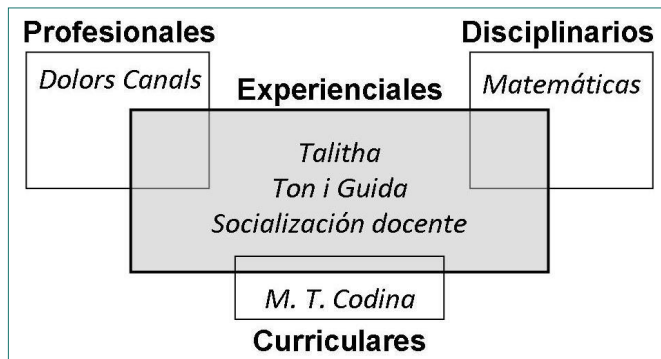 Profesionales
Disciplinarios
Dolors Canals
Experienciales
Matemáticas
Talitha
Ton i Guida
Socialización docente
M. T. Codina
Curriculares